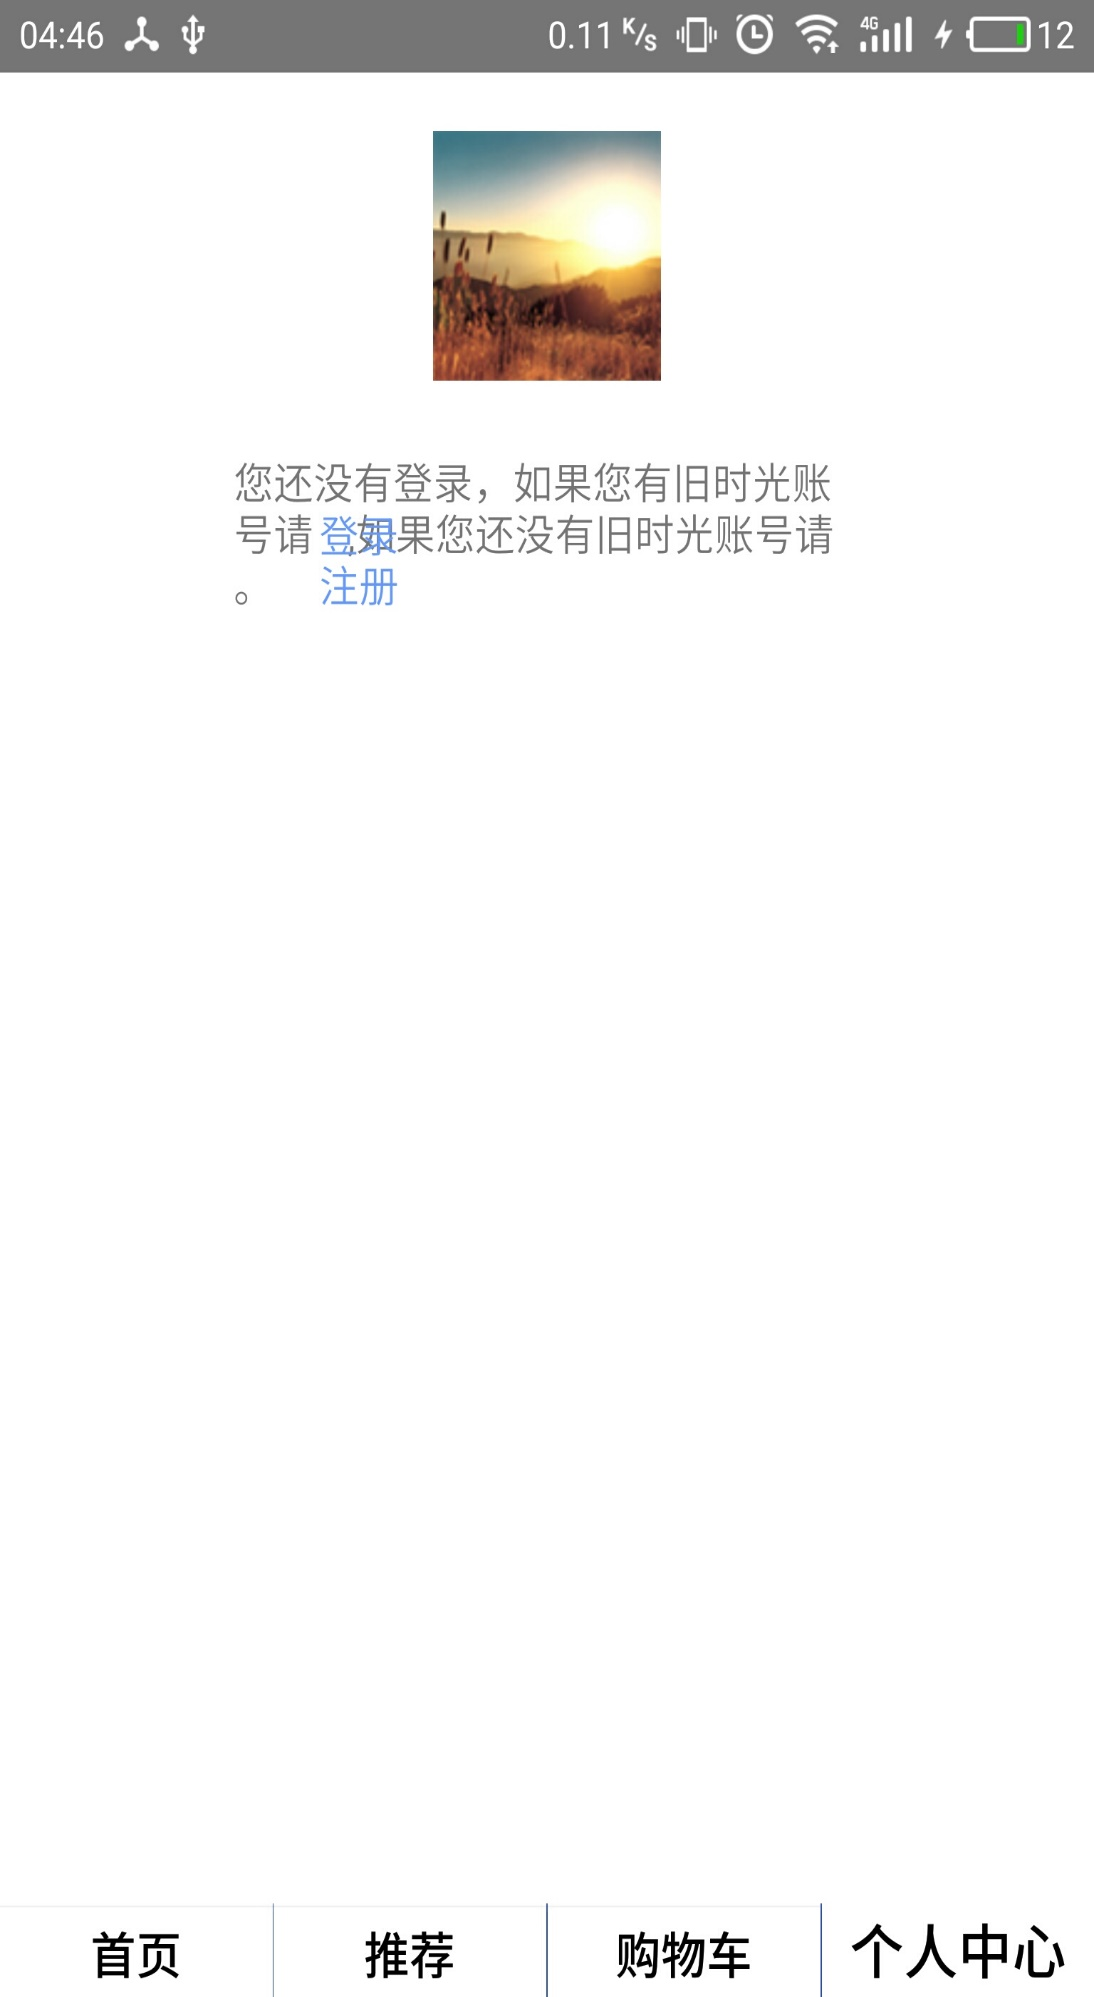 04:46 0.11 K/s 4G 12
您还没有登录，如果您有旧时光账
号请 登录 ,如果您还没有旧时光账号请
。 注册
首页 推荐 购物车 个人中心